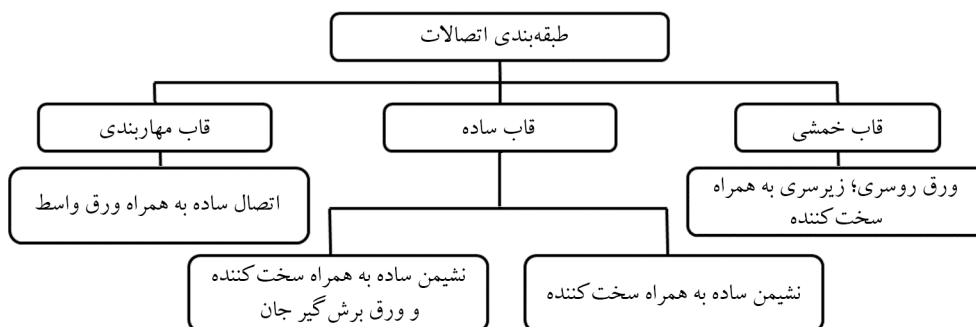 طبقه‌بندی اتصالات
قاب خمشی
قاب ساده
قاب مهاربندی
ورق روسری؛ زیرسری به همراه
سخت‌کننده
اتصال ساده به همراه ورق واسط
نشیمن ساده به همراه سخت‌کننده
نشیمن ساده به همراه سخت‌کننده
و ورق برش‌گیر جان